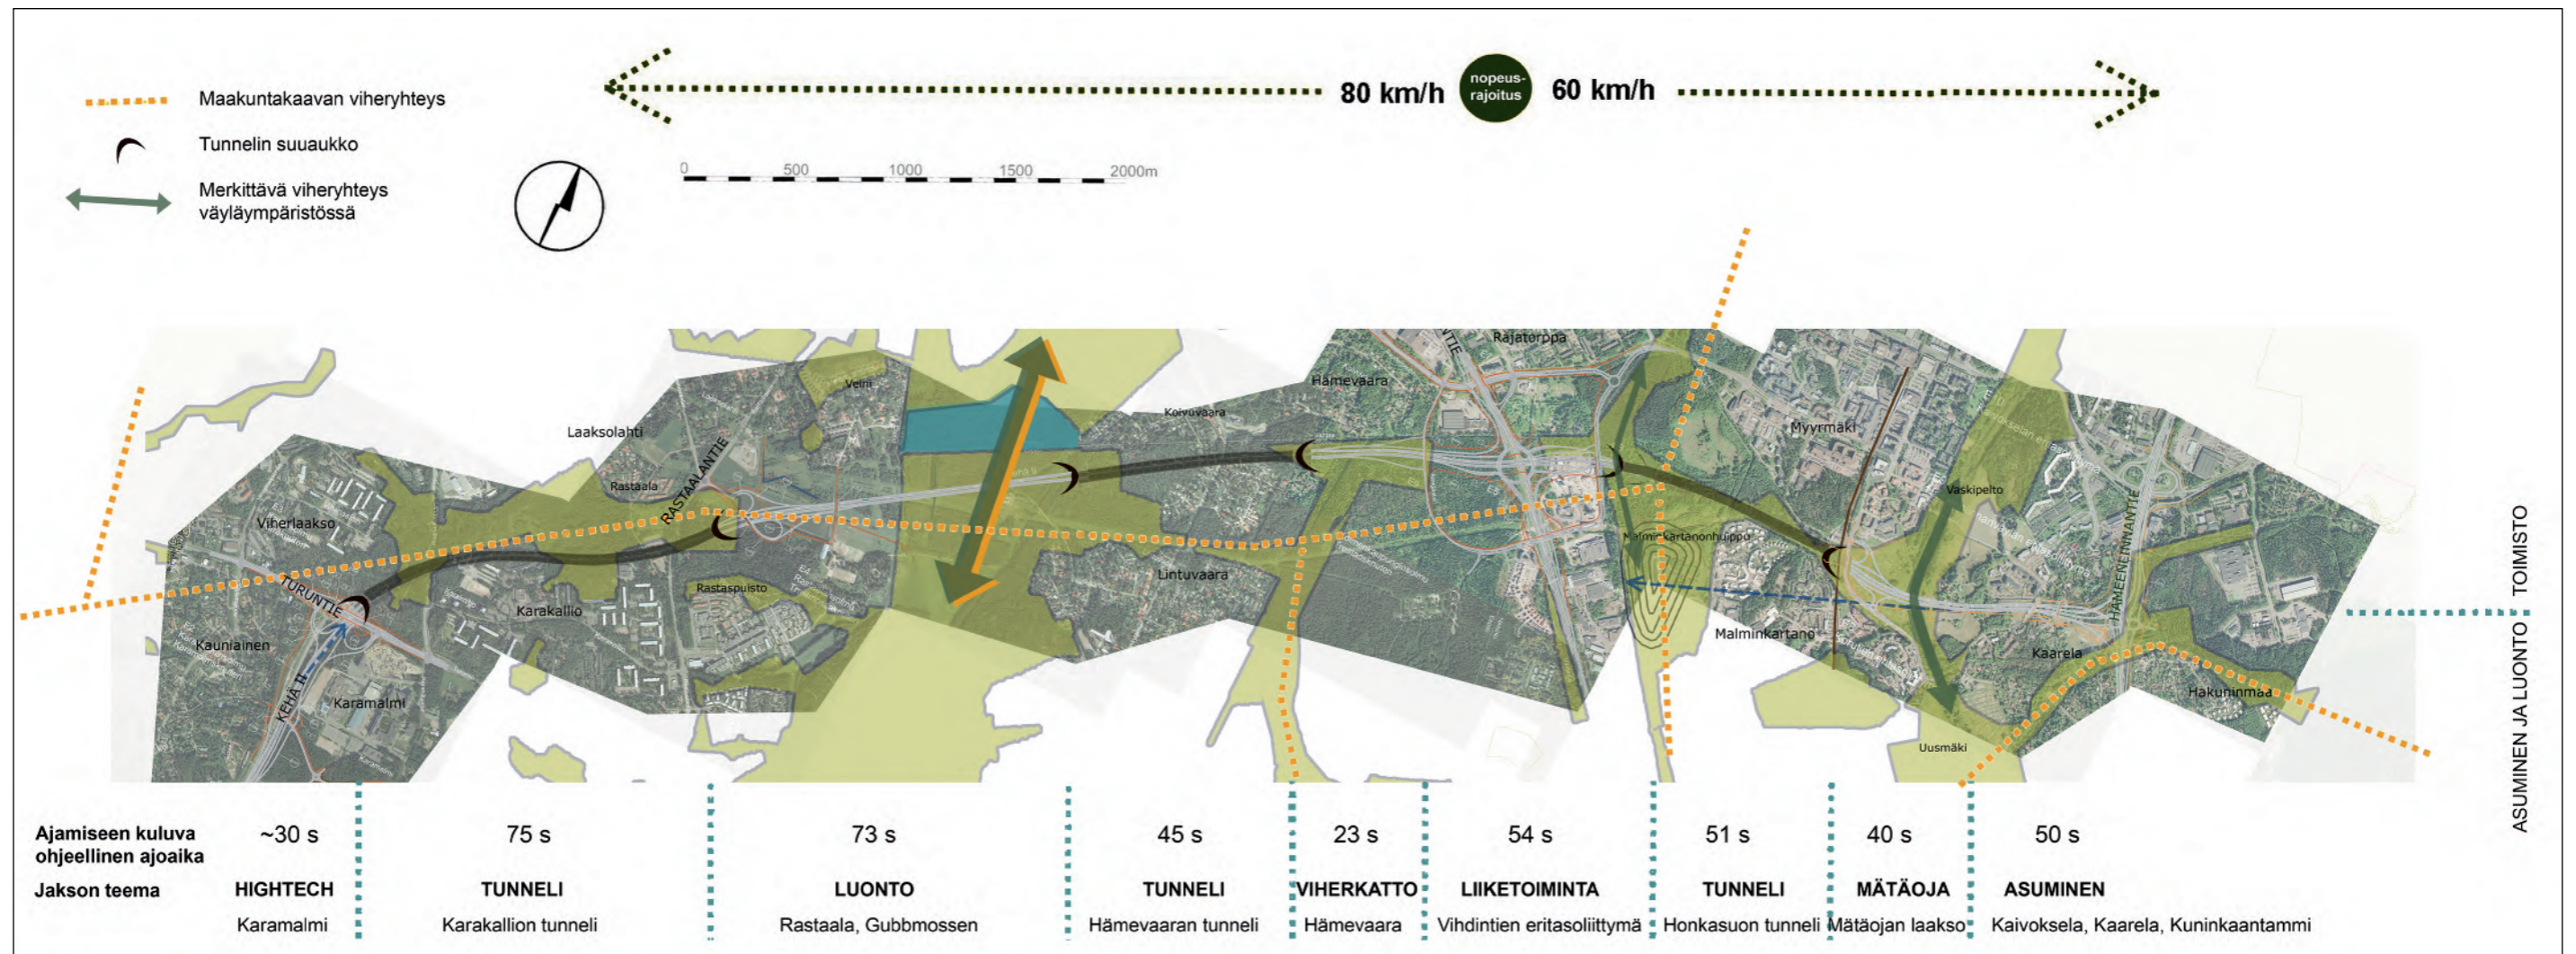 Maakuntakaavan viheryhteys
Tunnelin suuaukko
Merkittävä viheryhteys
väyläympäristössä
80 km/h
nopeus-
rajoitus
60 km/h
0 500 1000 1500 2000m
Rajatorppa
Hämevaara
Velni
Koivuvaara
Laaksolahti
Myyrmäki
RASTAALANTIE
Rastaala
Vaskipelto
Viherlaakso
Malminkartanonhuippu
HÄMEENLINNANTIE
TURUNTIE
Karakallio
Rastaspuisto
Lintuvaara
Kauniainen
Malminkartano
Kaarela
KEHÄ II
Karamalmi
Hakuninmaa
Uusmäki
TOIMISTO
ASUMINEN JA LUONTO
Ajamiseen kuluva
ohjeellinen ajoaika
~30 s 75 s 73 s 45 s 23 s 54 s 51 s 40 s 50 s
Jakson teema
HIGHTECH TUNNELI LUONTO TUNNELI VIHERKATTO LIIKETOIMINTA TUNNELI MÄTÄOJA ASUMINEN
Karamalmi Karakallion tunneli Rastaala, Gubbmossen Hämevaaran tunneli Hämevaara Vihdintien eritasoliittymä Honkasuon tunneli Mätäojan laakso Kaivoksela, Kaarela, Kuninkaantammi